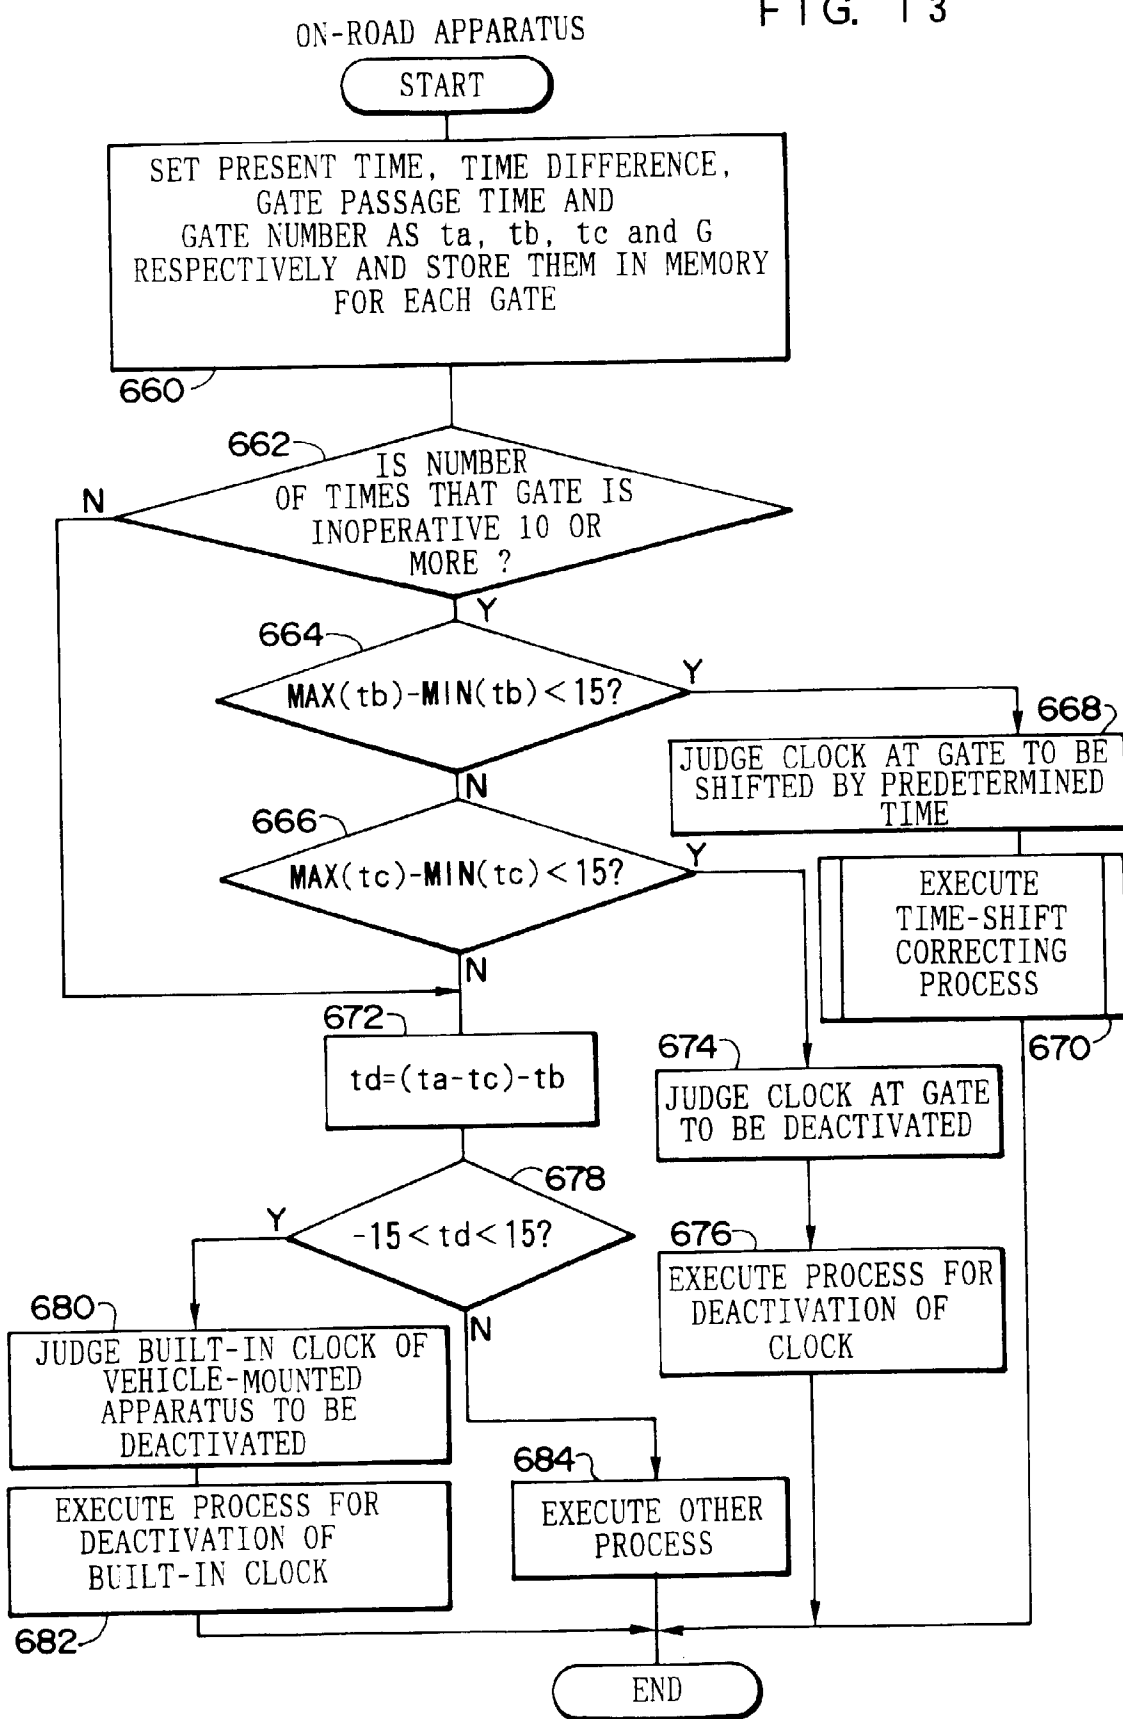 FIG. 13
ON-ROAD APPARATUS
START
SET PRESENT TIME, TIME DIFFERENCE,
GATE PASSAGE TIME AND
GATE NUMBER AS ta, tb, tc and G
RESPECTIVELY AND STORE THEM IN MEMORY
FOR EACH GATE
660
662
IS NUMBER
OF TIMES THAT GATE IS
INOPERATIVE 10 OR
MORE ?
N
Y
664
MAX(tb)-MIN(tb)<15?
Y
N
668
JUDGE CLOCK AT GATE TO BE
SHIFTED BY PREDETERMINED
TIME
666
MAX(tc)-MIN(tc)<15?
Y
N
EXECUTE
TIME-SHIFT
CORRECTING
PROCESS
670
672
td=(ta-tc)-tb
674
JUDGE CLOCK AT GATE
TO BE DEACTIVATED
678
-15<td<15?
Y
N
676
EXECUTE PROCESS FOR
DEACTIVATION OF
CLOCK
680
JUDGE BUILT-IN CLOCK OF
VEHICLE-MOUNTED
APPARATUS TO BE
DEACTIVATED
684
EXECUTE OTHER
PROCESS
EXECUTE PROCESS FOR
DEACTIVATION OF
BUILT-IN CLOCK
682
END